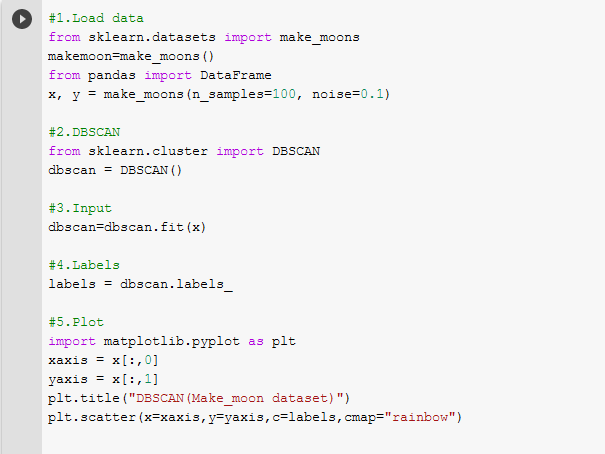 #1.Load data
from sklearn.datasets import make_moons
makemoon=make_moons()
from pandas import DataFrame
x, y = make_moons(n_samples=100, noise=0.1)
#2.DBSCAN
from sklearn.cluster import DBSCAN
dbscan = DBSCAN()
#3.Input
dbscan=dbscan.fit(x)
#4.Labels
labels = dbscan.labels_
#5.Plot
import matplotlib.pyplot as plt
xaxis = x[:,0]
yaxis = x[:,1]
plt.title("DBSCAN(Make_moon dataset)")
plt.scatter(x=xaxis,y=yaxis,c=labels,cmap="rainbow")